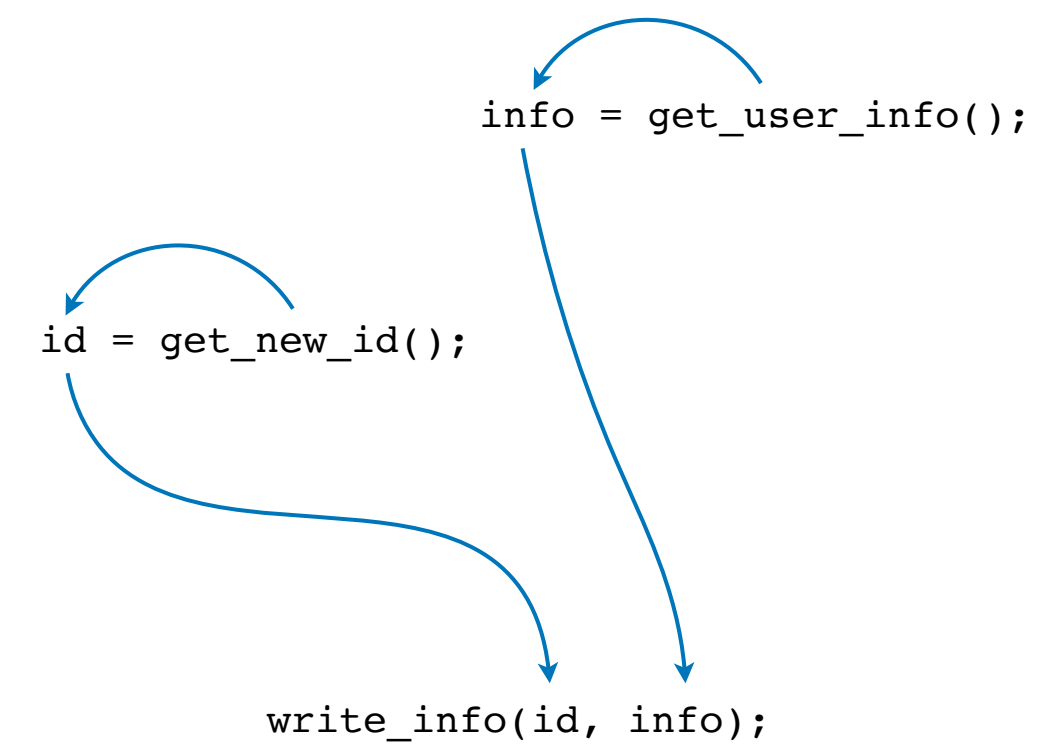 info = get_user_info();
id = get_new_id();
write_info(id, info);